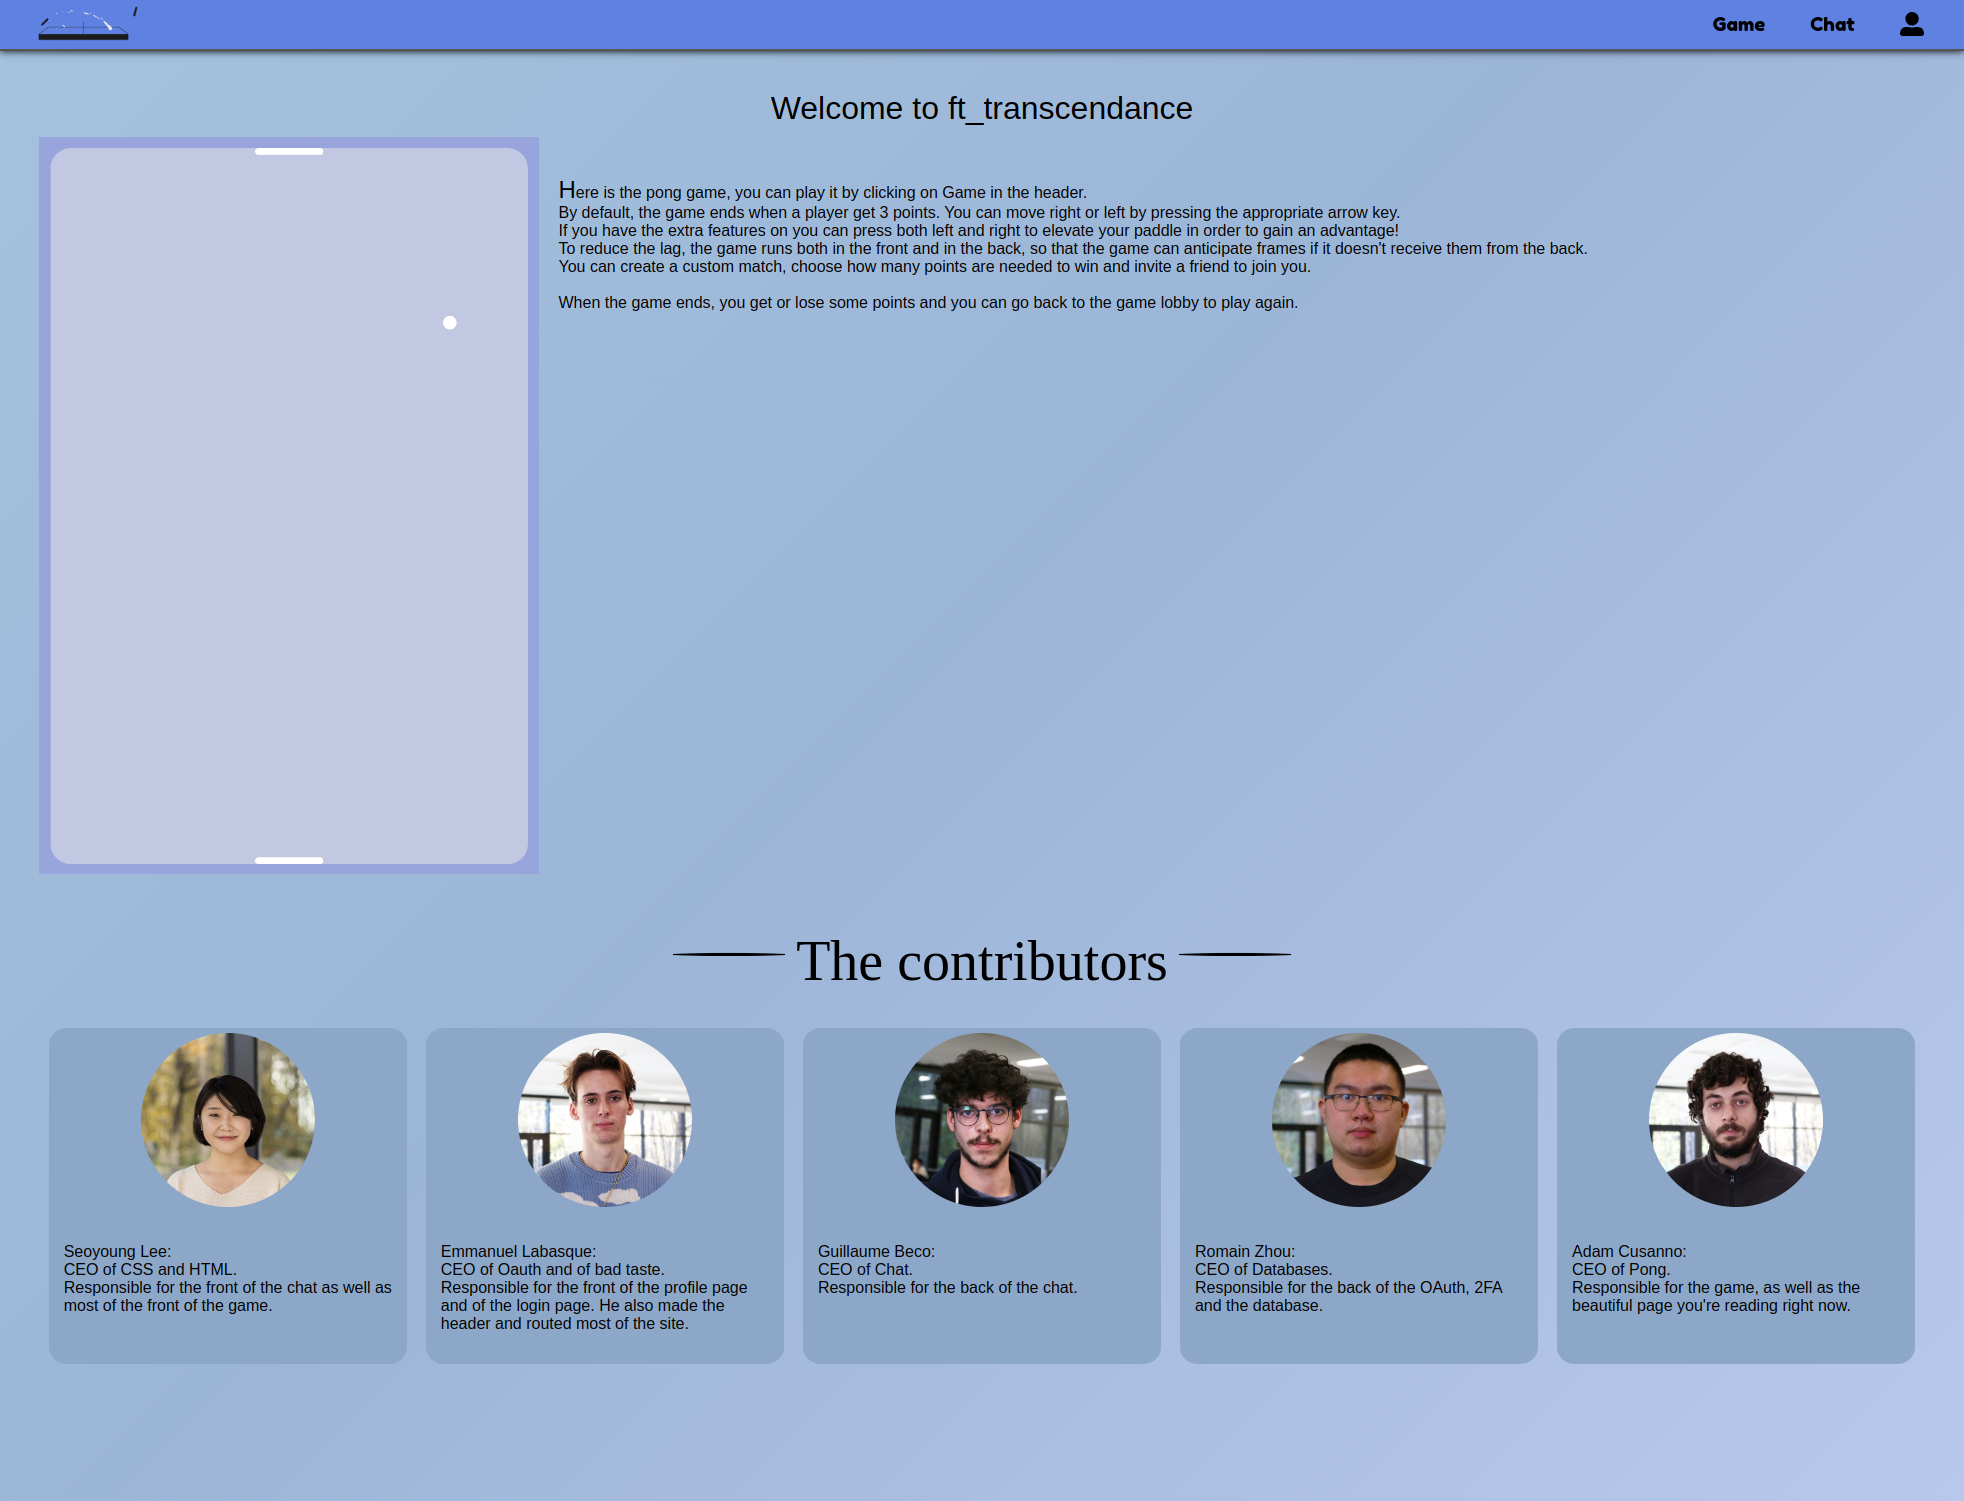 Game Chat
Welcome to ft_transcendance
Here is the pong game, you can play it by clicking on Game in the header.
By default, the game ends when a player get 3 points. You can move right or left by pressing the appropriate arrow key.
If you have the extra features on you can press both left and right to elevate your paddle in order to gain an advantage!
To reduce the lag, the game runs both in the front and in the back, so that the game can anticipate frames if it doesn't receive them from the back.
You can create a custom match, choose how many points are needed to win and invite a friend to join you.
When the game ends, you get or lose some points and you can go back to the game lobby to play again.
The contributors
Seoyoung Lee:
CEO of CSS and HTML.
Responsible for the front of the chat as well as
most of the front of the game.
Emmanuel Labasque:
CEO of Oauth and of bad taste.
Responsible for the front of the profile page
and of the login page. He also made the
header and routed most of the site.
Guillaume Beco:
CEO of Chat.
Responsible for the back of the chat.
Romain Zhou:
CEO of Databases.
Responsible for the back of the OAuth, 2FA
and the database.
Adam Cusanno:
CEO of Pong.
Responsible for the game, as well as the
beautiful page you're reading right now.